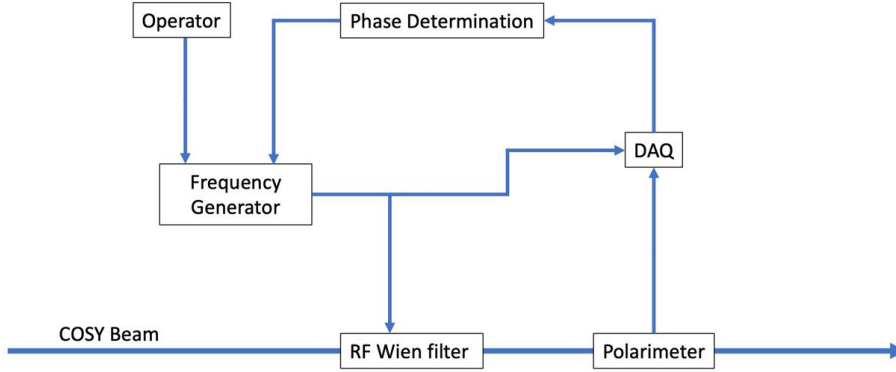 Operator
Phase Determination
DAQ
Frequency
Generator
COSY Beam
RF Wien filter
Polarimeter